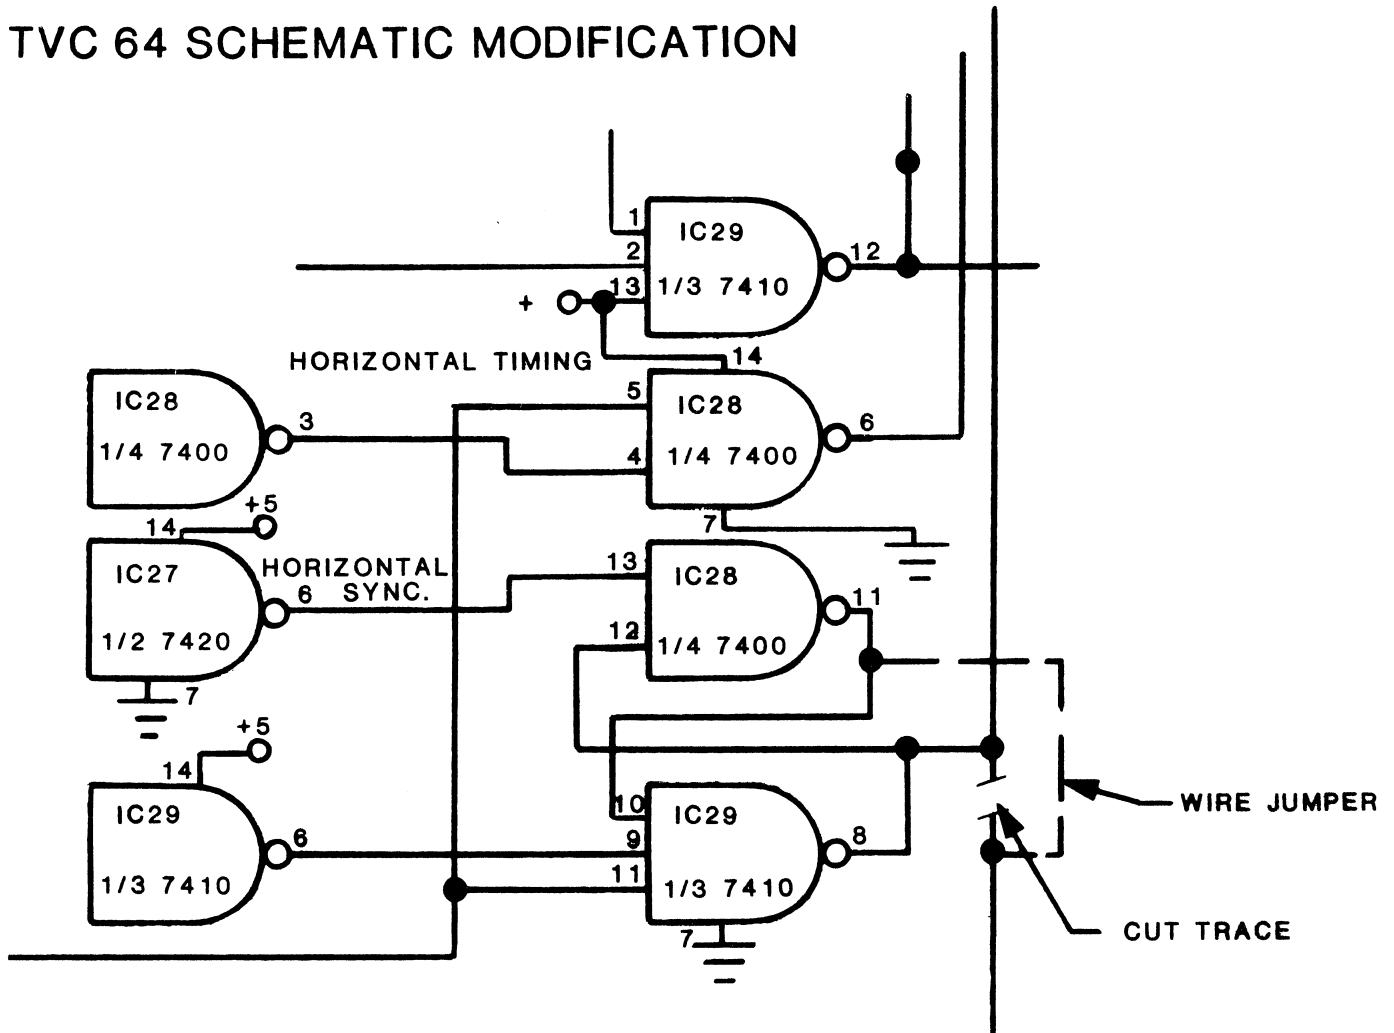 TVC 64 SCHEMATIC MODIFICATION
1
IC29
2
12
13
1/3 7410
+
HORIZONTAL TIMING
14
5
IC28
IC28
3
6
1/4 7400
4
1/4 7400
+5
14
7
IC27
HORIZONTAL
SYNC.
6
13
IC28
11
1/2 7420
12
1/4 7400
7
+5
14
10
WIRE JUMPER
IC29
IC29
6
9
8
11
1/3 7410
1/3 7410
7
CUT TRACE